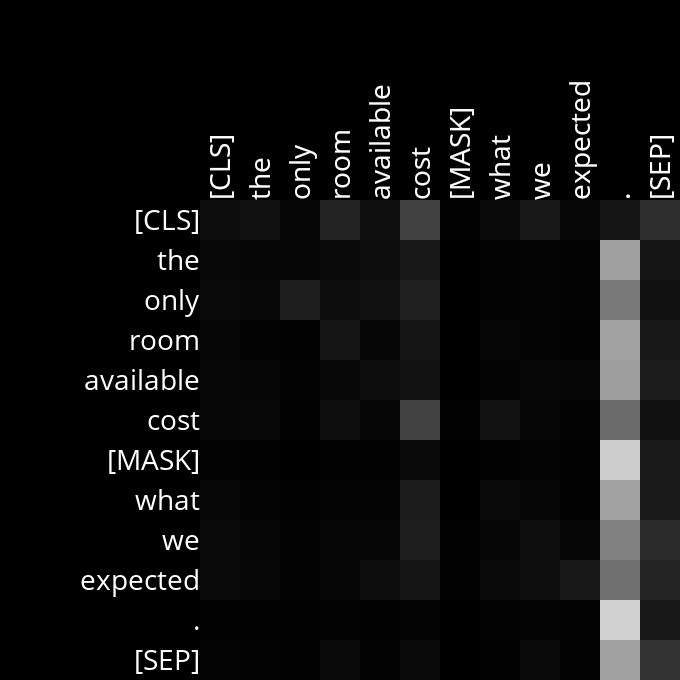 [CLS] the only room available cost [MASK] what we expected . [SEP]
[CLS]
the
only
room
available
cost
[MASK]
what
we
expected
.
[SEP]